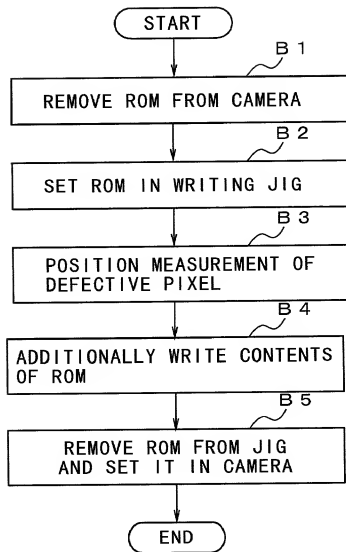 START
B 1
REMOVE ROM FROM CAMERA
B 2
SET ROM IN WRITING JIG
B 3
POSITION MEASUREMENT OF
DEFECTIVE PIXEL
B 4
ADDITIONALLY WRITE CONTENTS
OF ROM
B 5
REMOVE ROM FROM JIG
AND SET IT IN CAMERA
END